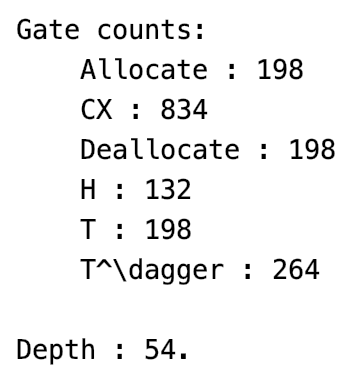 Gate counts:
Allocate : 198
CX : 834
Deallocate : 198
H : 132
T : 198
T^\dagger : 264
Depth : 54.